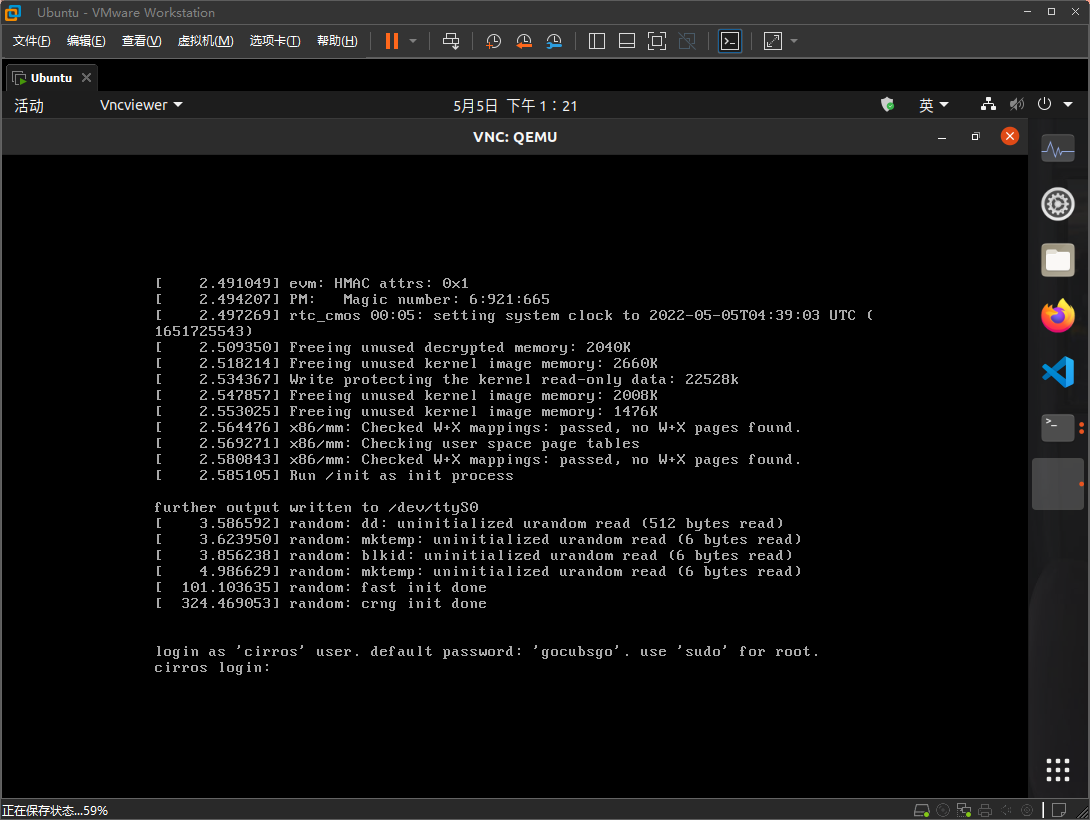 Ubuntu - VMware Workstation
文件(F) 编辑(E) 查看(V) 虚拟机(M) 选项卡(T) 帮助(H)
Ubuntu
活动 Vncviewer 5月5日 下午 1：21 英
VNC: QEMU
[    2.491049] evm: HMAC attrs: 0x1
[    2.494207] PM:   Magic number: 6:921:665
[    2.497269] rtc_cmos 00:05: setting system clock to 2022-05-05T04:39:03 UTC (
1651725543)
[    2.509350] Freeing unused decrypted memory: 2040K
[    2.518214] Freeing unused kernel image memory: 2660K
[    2.534367] Write protecting the kernel read-only data: 22528k
[    2.547857] Freeing unused kernel image memory: 2008K
[    2.553025] Freeing unused kernel image memory: 1476K
[    2.564476] x86/mm: Checked W+X mappings: passed, no W+X pages found.
[    2.569271] x86/mm: Checking user space page tables
[    2.580843] x86/mm: Checked W+X mappings: passed, no W+X pages found.
[    2.585105] Run /init as init process
further output written to /dev/ttyS0
[    3.586592] random: dd: uninitialized urandom read (512 bytes read)
[    3.623950] random: mktemp: uninitialized urandom read (6 bytes read)
[    3.856238] random: blkid: uninitialized urandom read (6 bytes read)
[    4.986629] random: mktemp: uninitialized urandom read (6 bytes read)
[  101.103635] random: fast init done
[  324.469053] random: crng init done
login as 'cirros' user. default password: 'gocubsgo'. use 'sudo' for root.
cirros login:
正在保存状态...59%